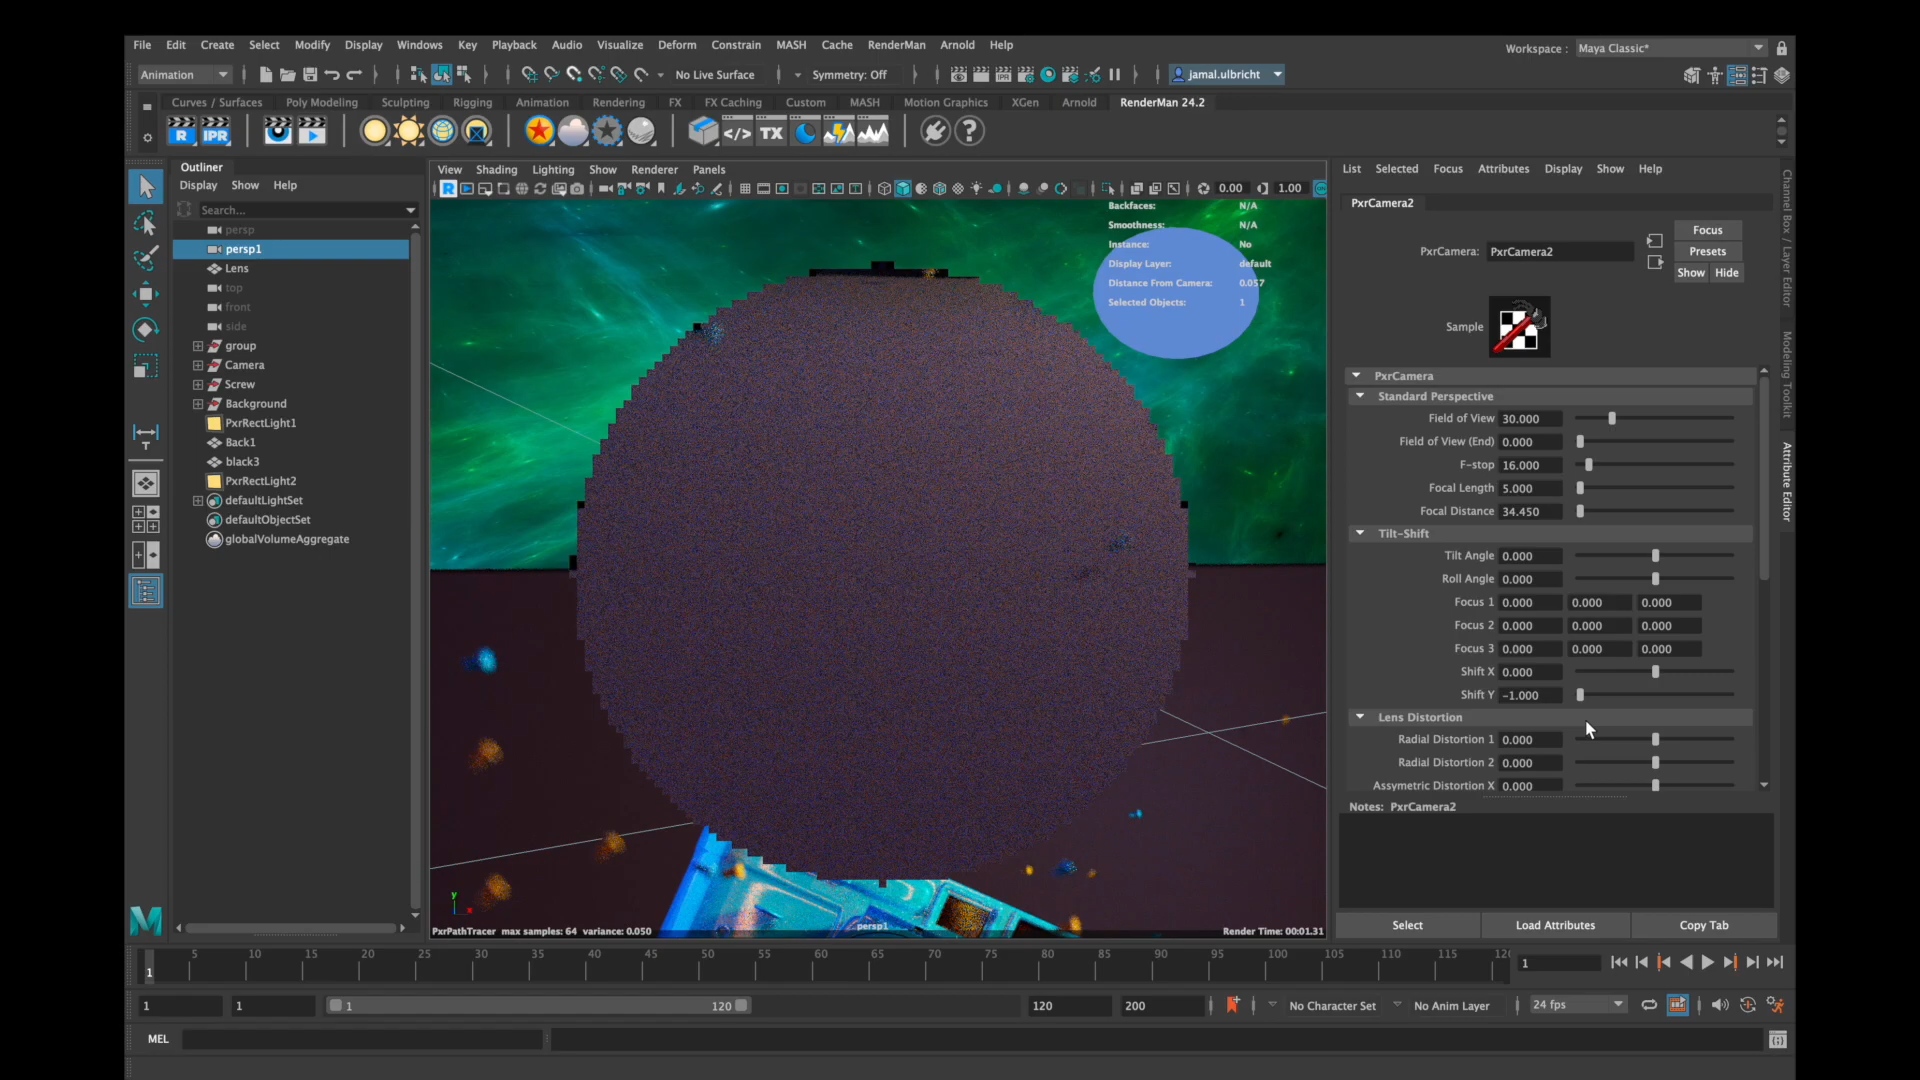 File Edit Create Select Modify Display Windows Key Playback Audio Visualize Deform Constrain MASH Cache RenderMan Arnold Help
Workspace : Maya Classic*
Animation No Live Surface Symmetry: Off jamal.ulbricht
Curves / Surfaces Poly Modeling Sculpting Rigging Animation Rendering FX FX Caching Custom MASH Motion Graphics XGen Arnold RenderMan 24.2
R IPR </> TX ?
Outliner
Display Show Help
Search...
persp
persp1
Lens
top
front
side
group
Camera
Screw
Background
PxrRectLight1
Back1
black3
PxrRectLight2
defaultLightSet
defaultObjectSet
globalVolumeAggregate
View Shading Lighting Show Renderer Panels
R 0.00 1.00
Backfaces: N/A
Smoothness: N/A
Instance: No
Display Layer: default
Distance From Camera: 0.057
Selected Objects: 1
y
x
PxrPathTracer max samples: 64 variance: 0.050 persp1 Render Time: 00:01.31
List Selected Focus Attributes Display Show Help
PxrCamera2
PxrCamera: PxrCamera2
Focus
Presets
Show Hide
Sample
PxrCamera
Standard Perspective
Field of View 30.000
Field of View (End) 0.000
F-stop 16.000
Focal Length 5.000
Focal Distance 34.450
Tilt-Shift
Tilt Angle 0.000
Roll Angle 0.000
Focus 1 0.000 0.000 0.000
Focus 2 0.000 0.000 0.000
Focus 3 0.000 0.000 0.000
Shift X 0.000
Shift Y -1.000
Lens Distortion
Radial Distortion 1 0.000
Radial Distortion 2 0.000
Assymetric Distortion X 0.000
Notes: PxrCamera2
Select Load Attributes Copy Tab
Channel Box / Layer Editor
Modeling Toolkit
Attribute Editor
M
5 10 15 20 25 30 35 40 45 50 55 60 65 70 75 80 85 90 95 100 105 110 115 120
1 1
1 1 1 120 120 200 No Character Set No Anim Layer 24 fps
MEL